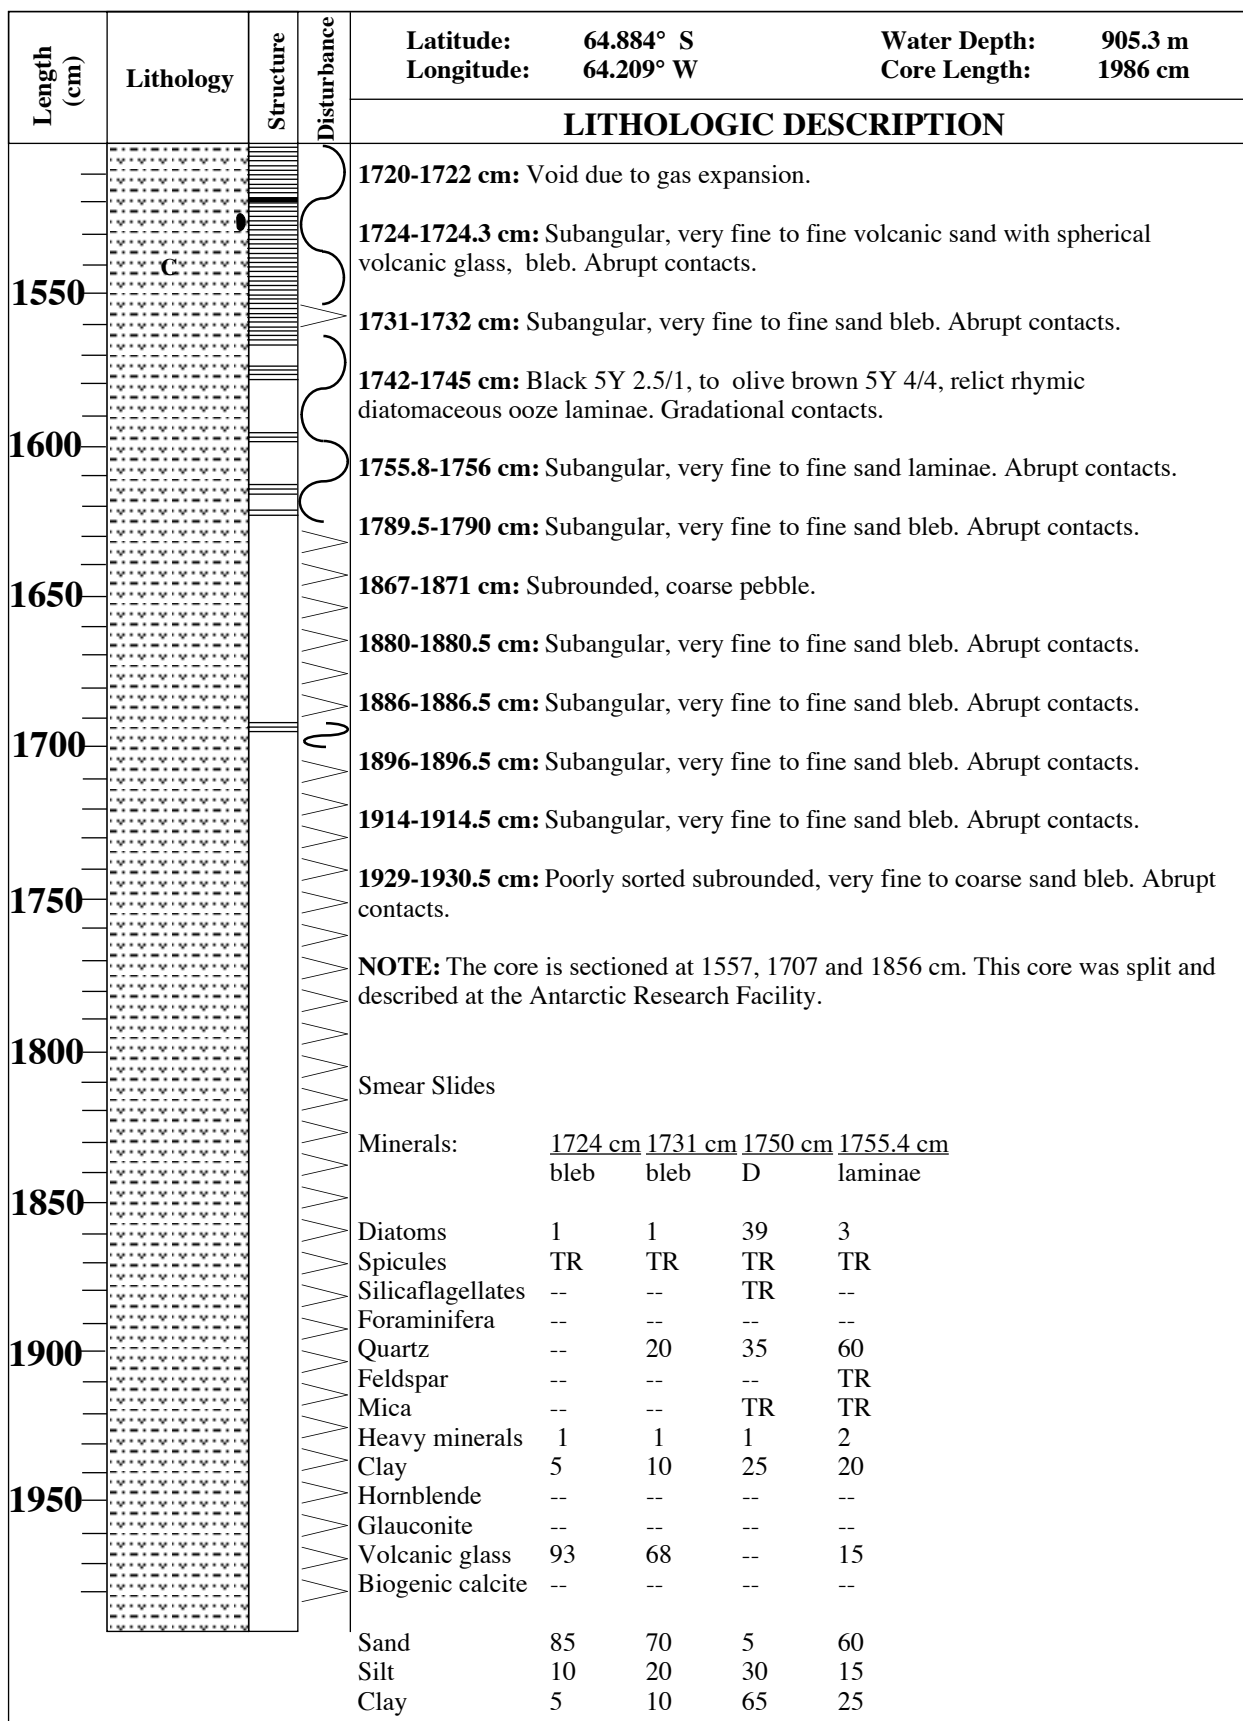 Length (cm)
Lithology
Structure
Disturbance
Latitude: 64.884° S Water Depth: 905.3 m
Longitude: 64.209° W Core Length: 1986 cm
LITHOLOGIC DESCRIPTION
1720-1722 cm: Void due to gas expansion.
1724-1724.3 cm: Subangular, very fine to fine volcanic sand with spherical
volcanic glass, bleb. Abrupt contacts.
C
1550
1731-1732 cm: Subangular, very fine to fine sand bleb. Abrupt contacts.
1742-1745 cm: Black 5Y 2.5/1, to olive brown 5Y 4/4, relict rhymic
diatomaceous ooze laminae. Gradational contacts.
1600
1755.8-1756 cm: Subangular, very fine to fine sand laminae. Abrupt contacts.
1789.5-1790 cm: Subangular, very fine to fine sand bleb. Abrupt contacts.
1650
1867-1871 cm: Subrounded, coarse pebble.
1880-1880.5 cm: Subangular, very fine to fine sand bleb. Abrupt contacts.
1886-1886.5 cm: Subangular, very fine to fine sand bleb. Abrupt contacts.
1700
1896-1896.5 cm: Subangular, very fine to fine sand bleb. Abrupt contacts.
1914-1914.5 cm: Subangular, very fine to fine sand bleb. Abrupt contacts.
1750
1929-1930.5 cm: Poorly sorted subrounded, very fine to coarse sand bleb. Abrupt
contacts.
NOTE: The core is sectioned at 1557, 1707 and 1856 cm. This core was split and
described at the Antarctic Research Facility.
1800
Smear Slides
Minerals: 1724 cm 1731 cm 1750 cm 1755.4 cm
bleb bleb D laminae
1850
Diatoms 1 1 39 3
Spicules TR TR TR TR
Silicaflagellates -- -- TR --
Foraminifera -- -- -- --
1900
Quartz -- 20 35 60
Feldspar -- -- -- TR
Mica -- -- TR TR
Heavy minerals 1 1 1 2
Clay 5 10 25 20
1950
Hornblende -- -- -- --
Glauconite -- -- -- --
Volcanic glass 93 68 -- 15
Biogenic calcite -- -- -- --
Sand 85 70 5 60
Silt 10 20 30 15
Clay 5 10 65 25